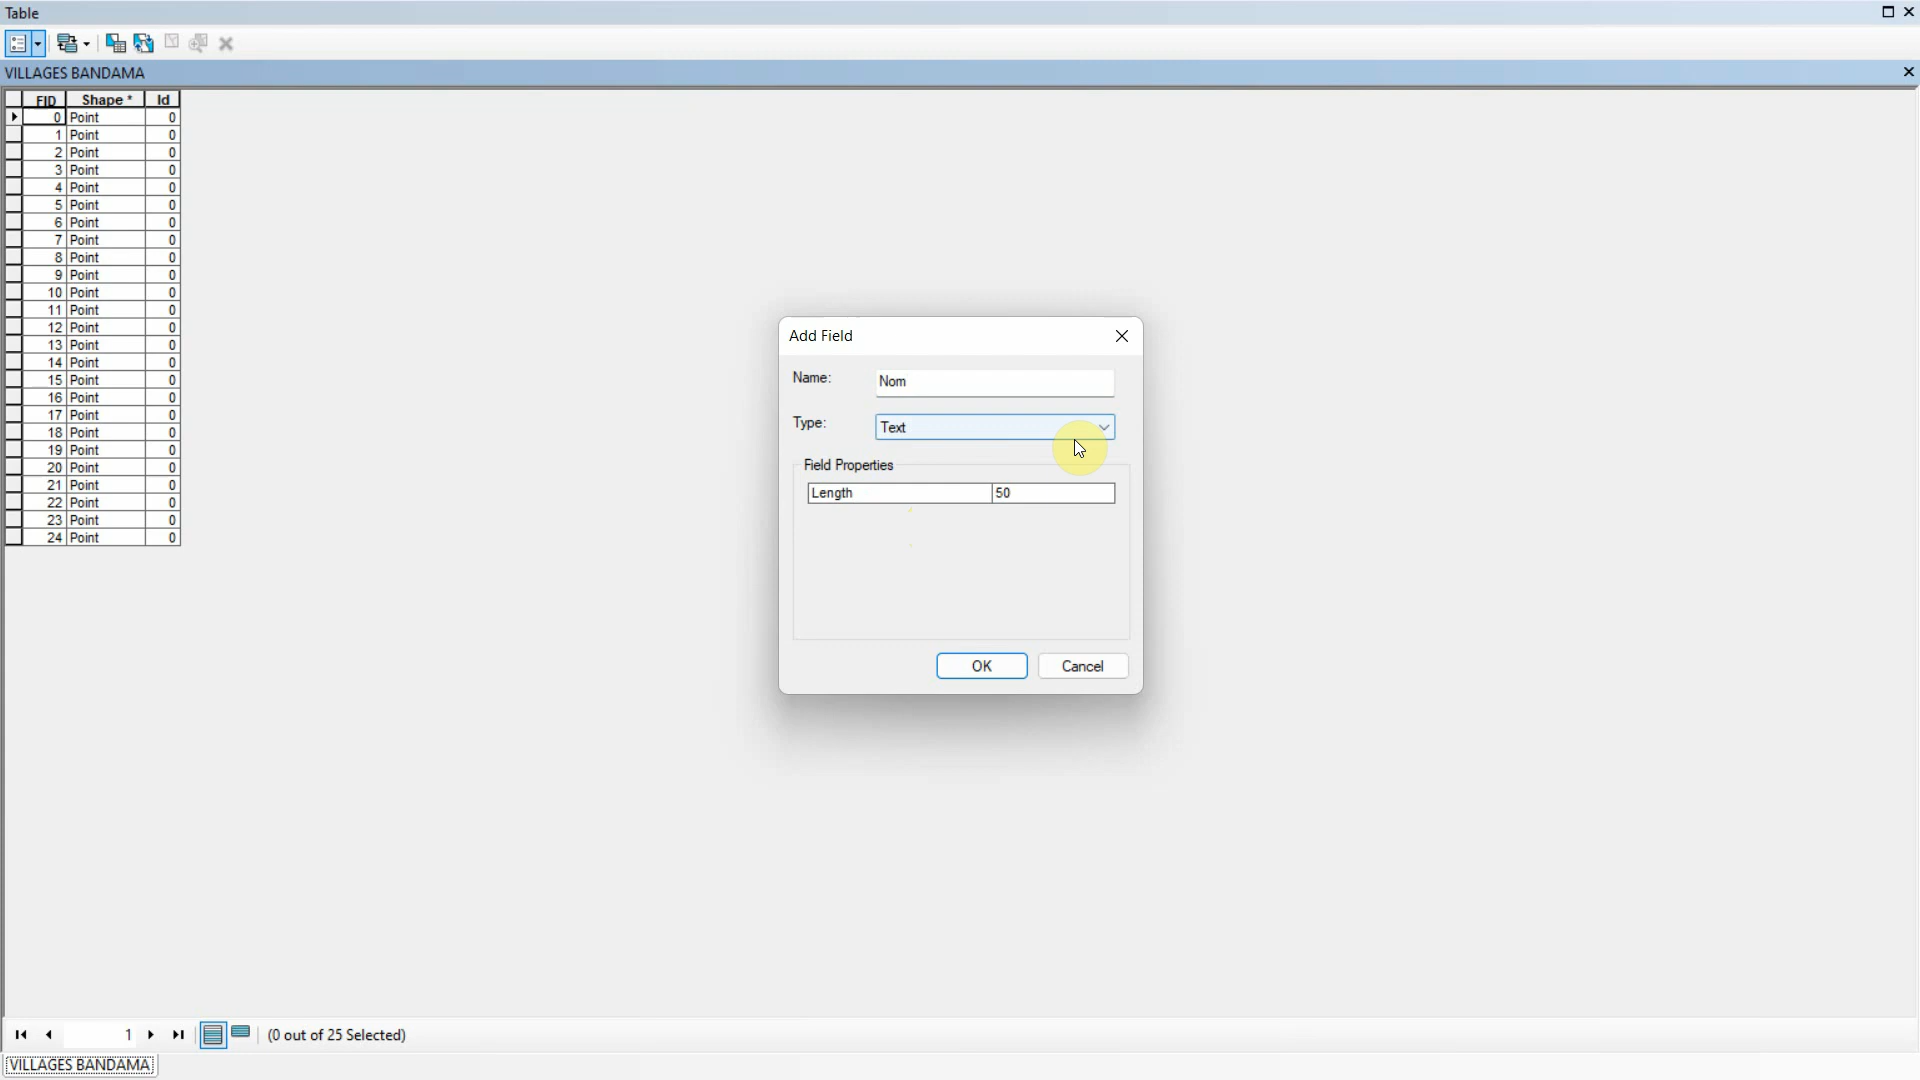 Table
VILLAGES BANDAMA
FID Shape * Id
0 Point 0
1 Point 0
2 Point 0
3 Point 0
4 Point 0
5 Point 0
6 Point 0
7 Point 0
8 Point 0
9 Point 0
10 Point 0
11 Point 0
12 Point 0
13 Point 0
14 Point 0
15 Point 0
16 Point 0
17 Point 0
18 Point 0
19 Point 0
20 Point 0
21 Point 0
22 Point 0
23 Point 0
24 Point 0
Add Field
Name: Nom
Type: Text
Field Properties
Length 50
OK Cancel
1 (0 out of 25 Selected)
VILLAGES BANDAMA